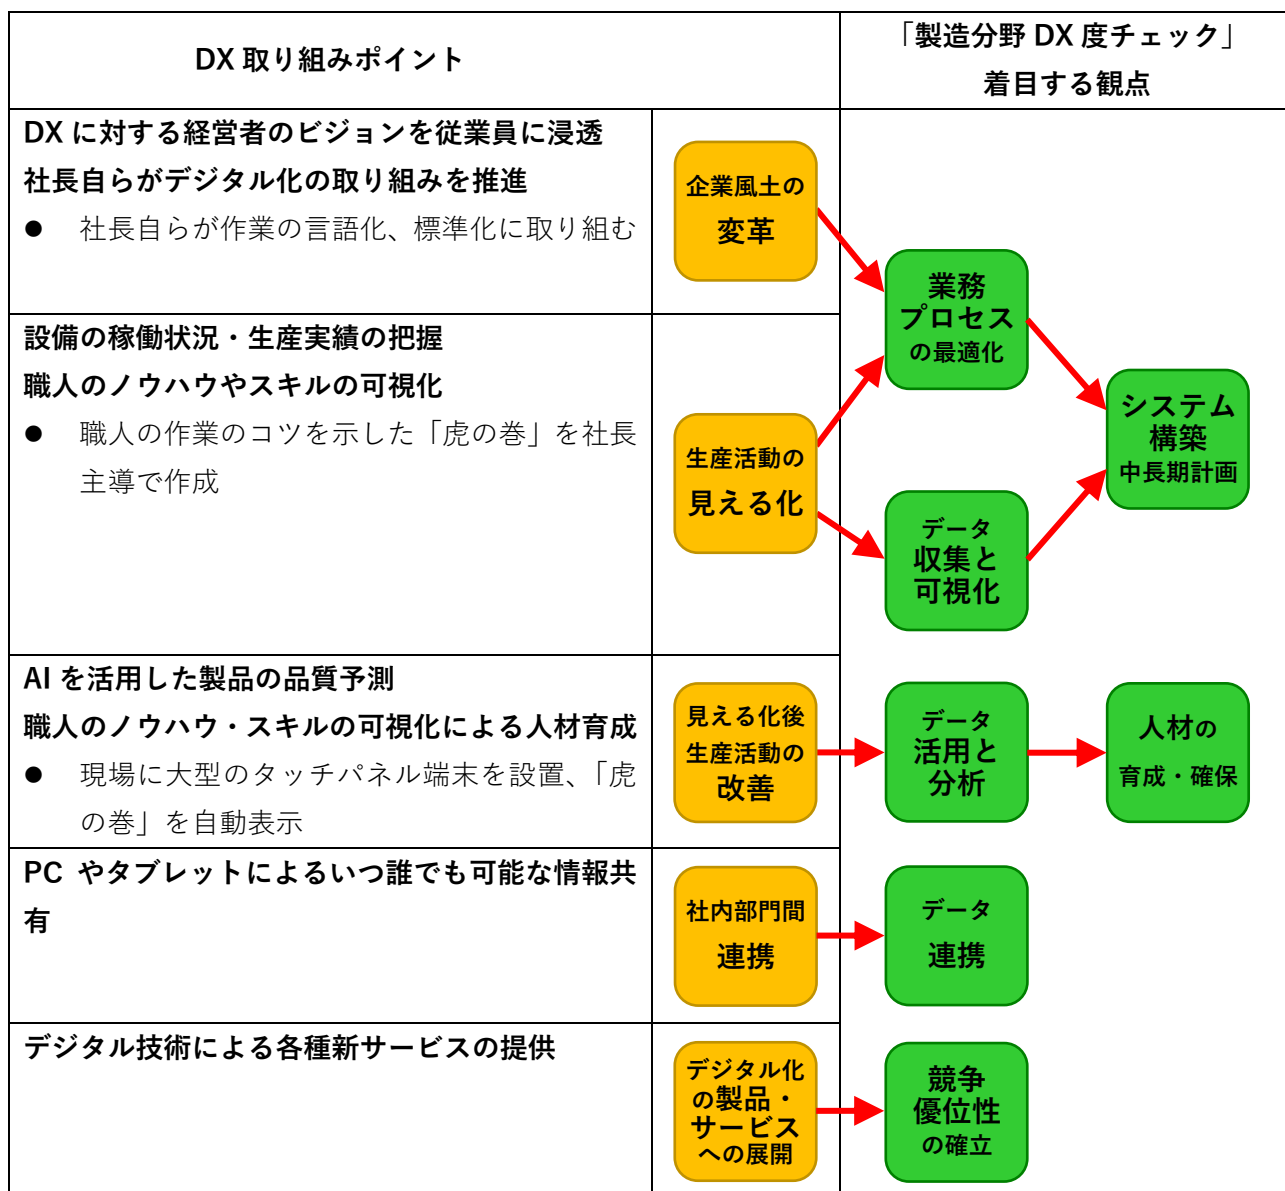 DX 取り組みポイント
「製造分野 DX 度チェック」
着目する観点
DX に対する経営者のビジョンを従業員に浸透
社長自らがデジタル化の取り組みを推進
● 社長自らが作業の言語化、標準化に取り組む
企業風土の
変革
業務
プロセス
の最適化
設備の稼働状況・生産実績の把握
職人のノウハウやスキルの可視化
● 職人の作業のコツを示した「虎の巻」を社長
主導で作成
生産活動の
見える化
システム
構築
中長期計画
データ
収集と
可視化
AI を活用した製品の品質予測
職人のノウハウ・スキルの可視化による人材育成
● 現場に大型のタッチパネル端末を設置、「虎
の巻」を自動表示
見える化後
生産活動の
改善
データ
活用と
分析
人材の
育成・確保
PC やタブレットによるいつ誰でも可能な情報共
有
社内部門間
連携
データ
連携
デジタル技術による各種新サービスの提供
デジタル化
の製品・
サービス
への展開
競争
優位性
の確立